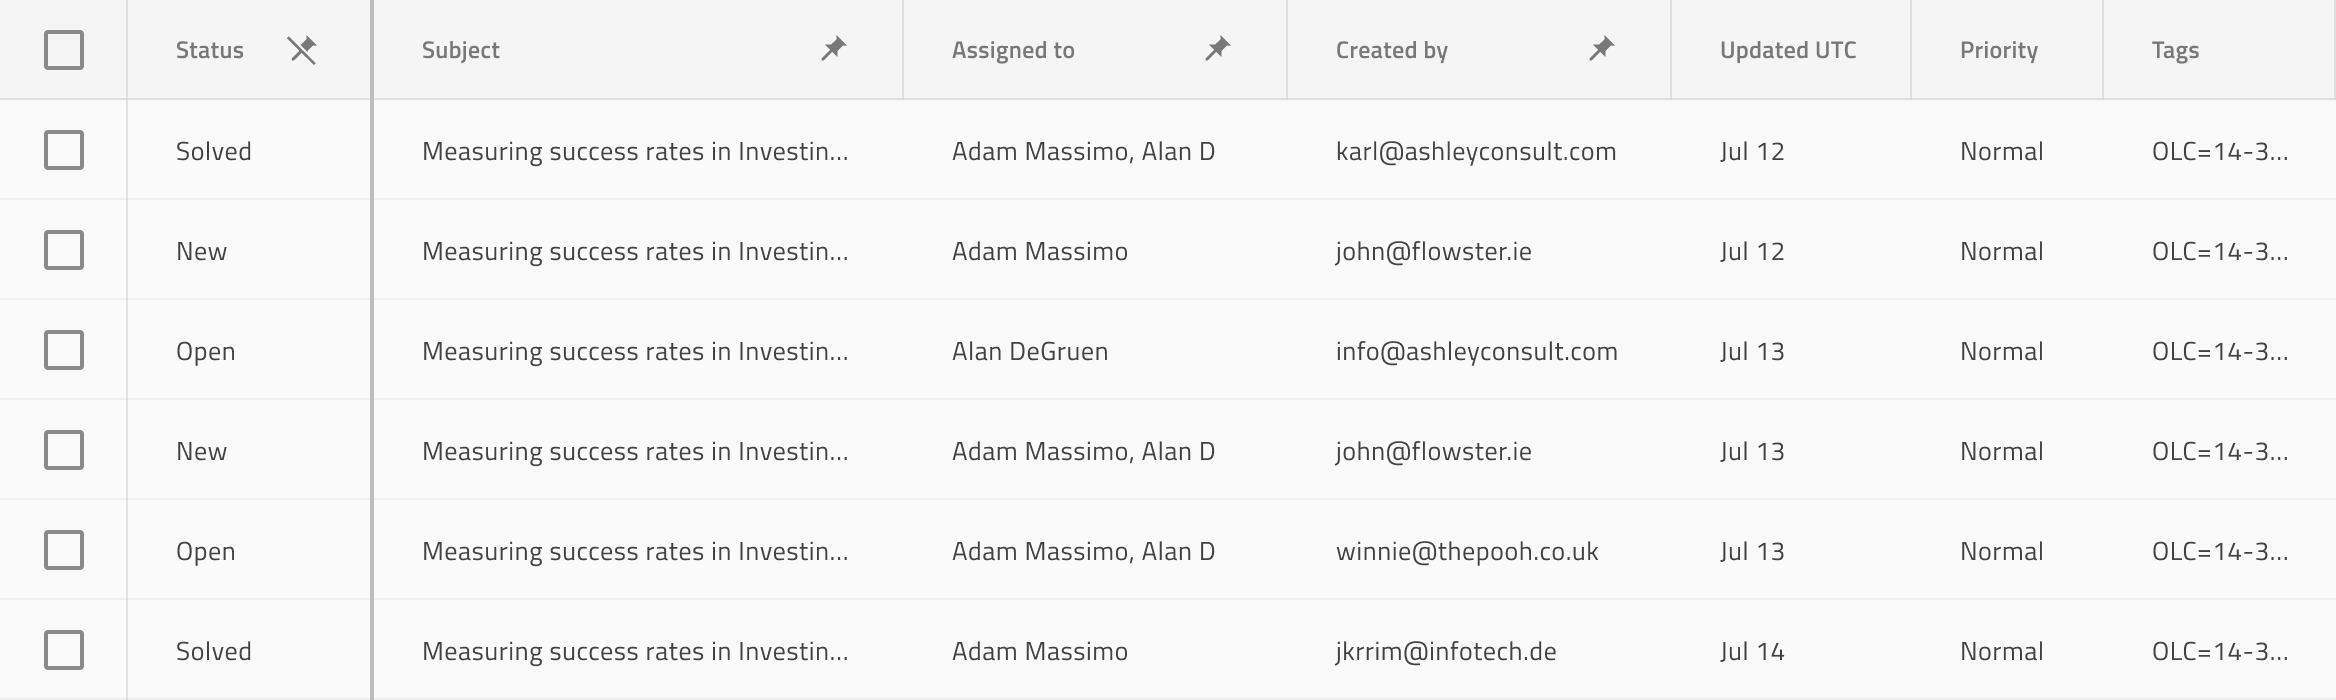 Status Subject Assigned to Created by Updated UTC Priority Tags
Solved Measuring success rates in Investin... Adam Massimo, Alan D karl@ashleyconsult.com Jul 12 Normal OLC=14-3...
New Measuring success rates in Investin... Adam Massimo john@flowster.ie Jul 12 Normal OLC=14-3...
Open Measuring success rates in Investin... Alan DeGruen info@ashleyconsult.com Jul 13 Normal OLC=14-3...
New Measuring success rates in Investin... Adam Massimo, Alan D john@flowster.ie Jul 13 Normal OLC=14-3...
Open Measuring success rates in Investin... Adam Massimo, Alan D winnie@thepooh.co.uk Jul 13 Normal OLC=14-3...
Solved Measuring success rates in Investin... Adam Massimo jkrrim@infotech.de Jul 14 Normal OLC=14-3...